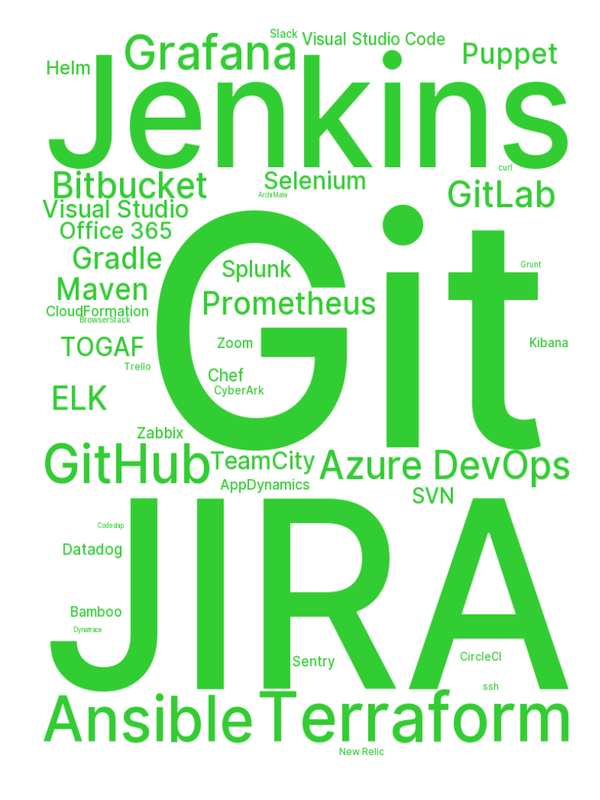 Slack
Visual Studio Code
Grafana
Puppet
Helm
Jenkins
curl
Bitbucket
Selenium
ArchiMate
GitLab
Visual Studio
Office 365
Gradle
Git
Splunk
Grunt
Maven
Prometheus
CloudFormation
BrowserStack
TOGAF
Zoom
Kibana
Trello
Chef
CyberArk
ELK
Zabbix
GitHub
TeamCity
Azure DevOps
AppDynamics
SVN
JIRA
Codeship
Datadog
Bamboo
Dynatrace
Sentry
CircleCI
ssh
Ansible
Terraform
New Relic